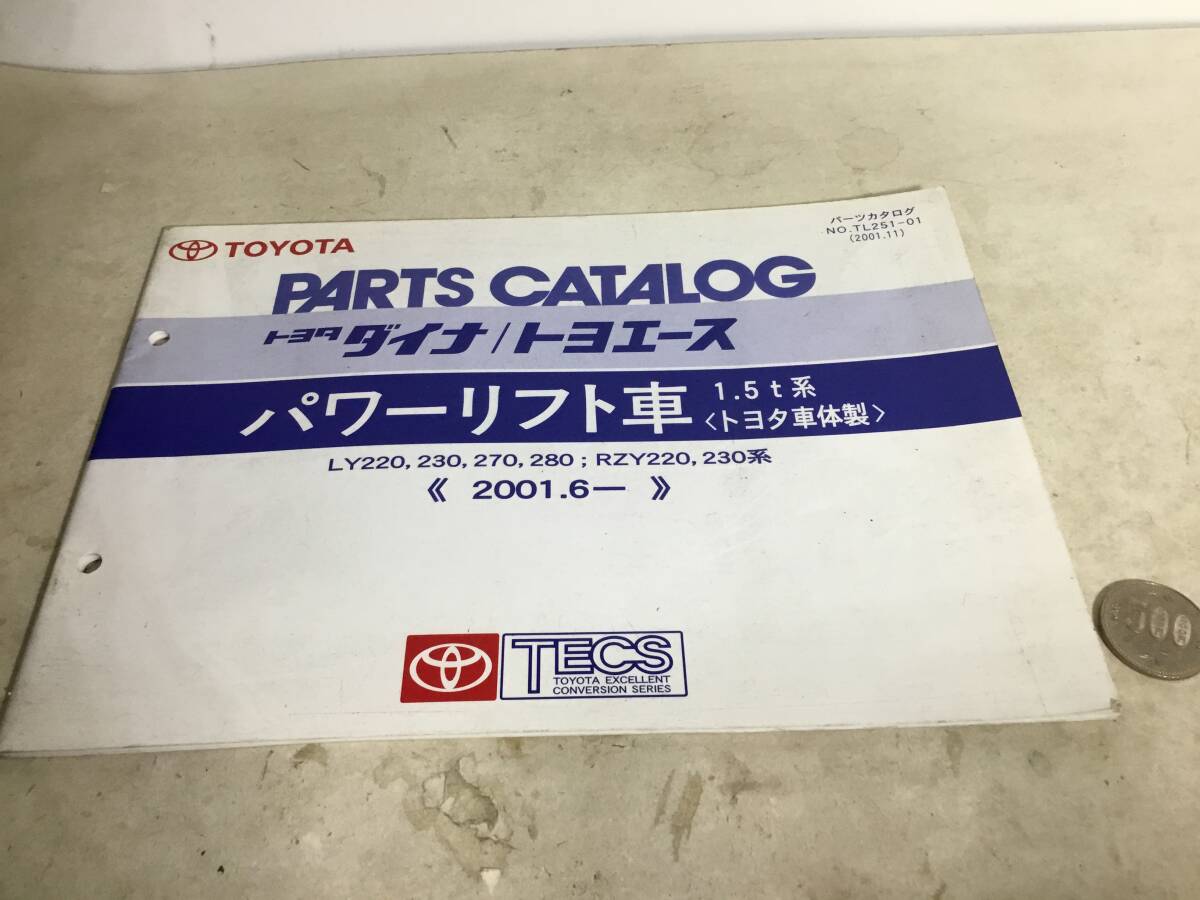 TOYOTA
パーツカタログ
NO.TL251-01
(2001.11)
PARTS CATALOG
トヨタ ダイナ/トヨエース
パワーリフト車 1.5t系
〈トヨタ車体製〉
LY220, 230, 270, 280 ; RZY220, 230系
《 2001.6— 》
TECS
TOYOTA EXCELLENT
CONVERSION SERIES
500